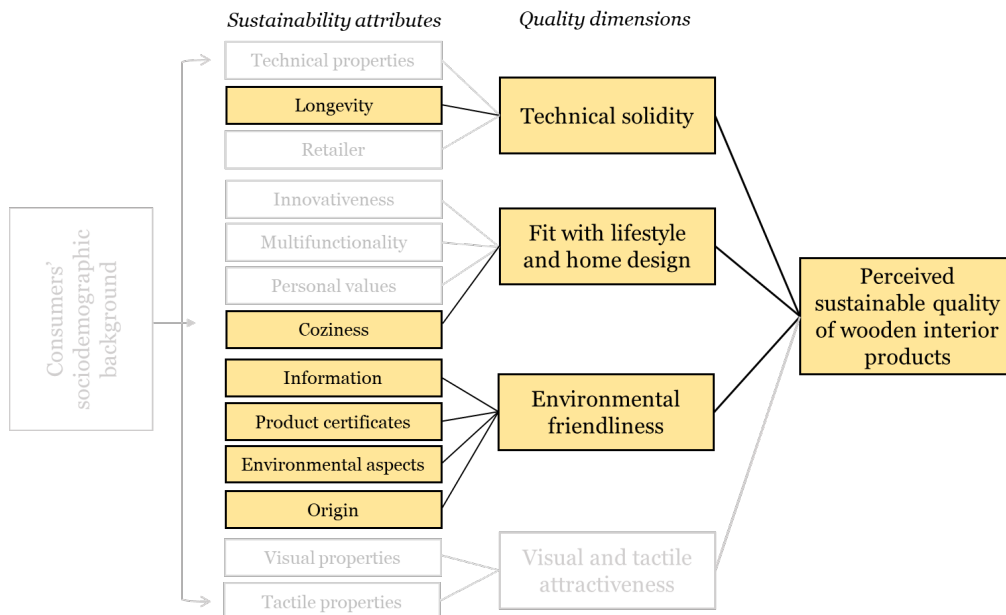 Sustainability attributes
Quality dimensions
Consumers’
sociodemographic
background
Technical properties
Longevity
Retailer
Innovativeness
Multifunctionality
Personal values
Coziness
Information
Product certificates
Environmental aspects
Origin
Visual properties
Tactile properties
Technical solidity
Fit with lifestyle
and home design
Environmental
friendliness
Visual and tactile
attractiveness
Perceived
sustainable quality
of wooden interior
products